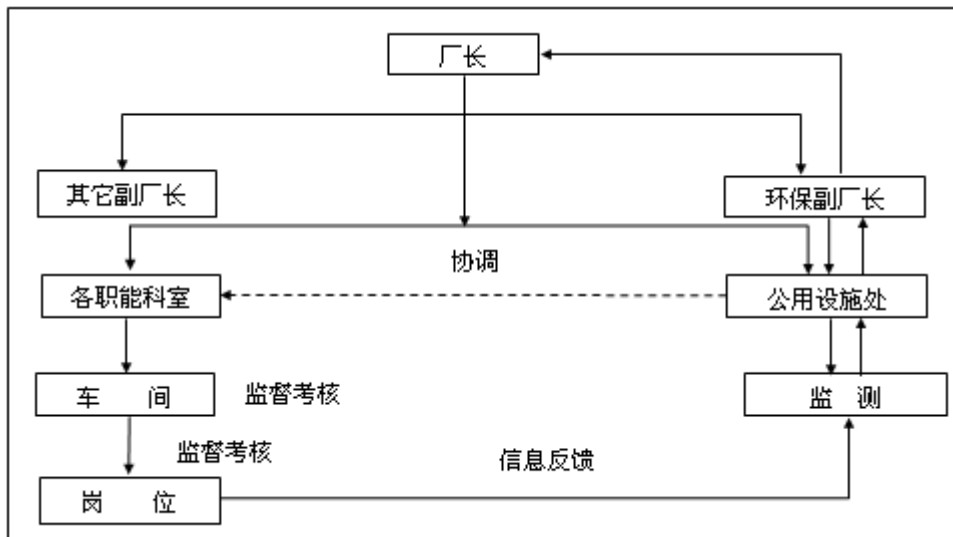 厂长
其它副厂长
环保副厂长
协调
各职能科室
公用设施处
车 间
监督考核
监 测
监督考核
信息反馈
岗 位